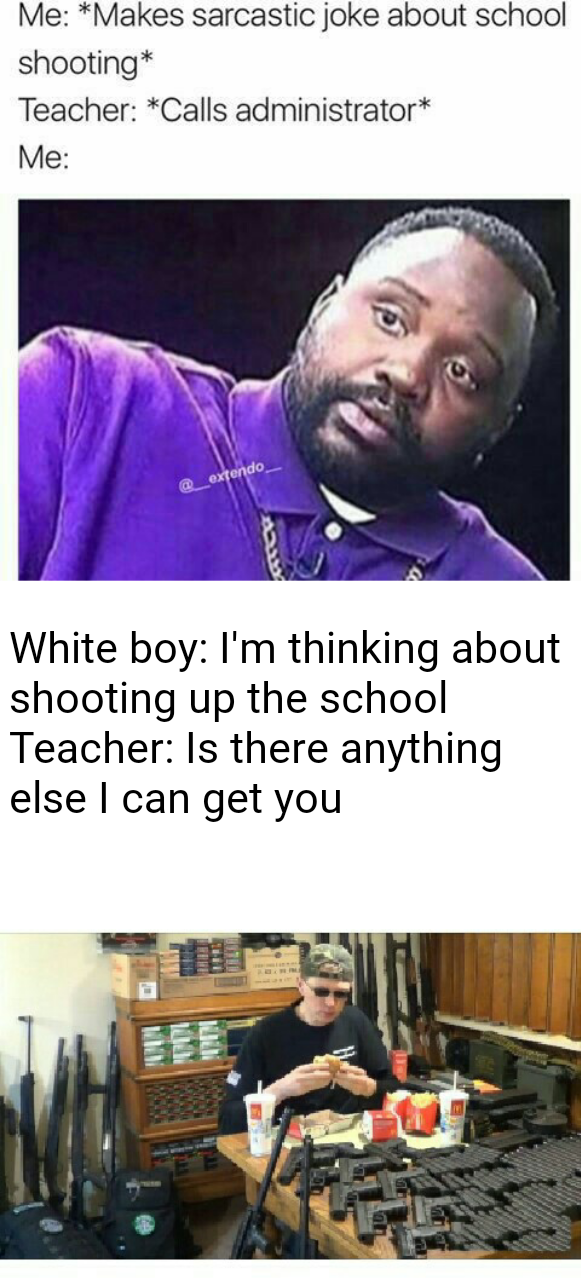 Me: *Makes sarcastic joke about school
shooting*
Teacher: *Calls administrator*
Me:
@__extendo__
White boy: I'm thinking about
shooting up the school
Teacher: Is there anything
else I can get you